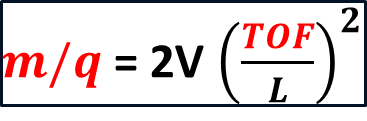 m/q = 2V (TOF/L)²